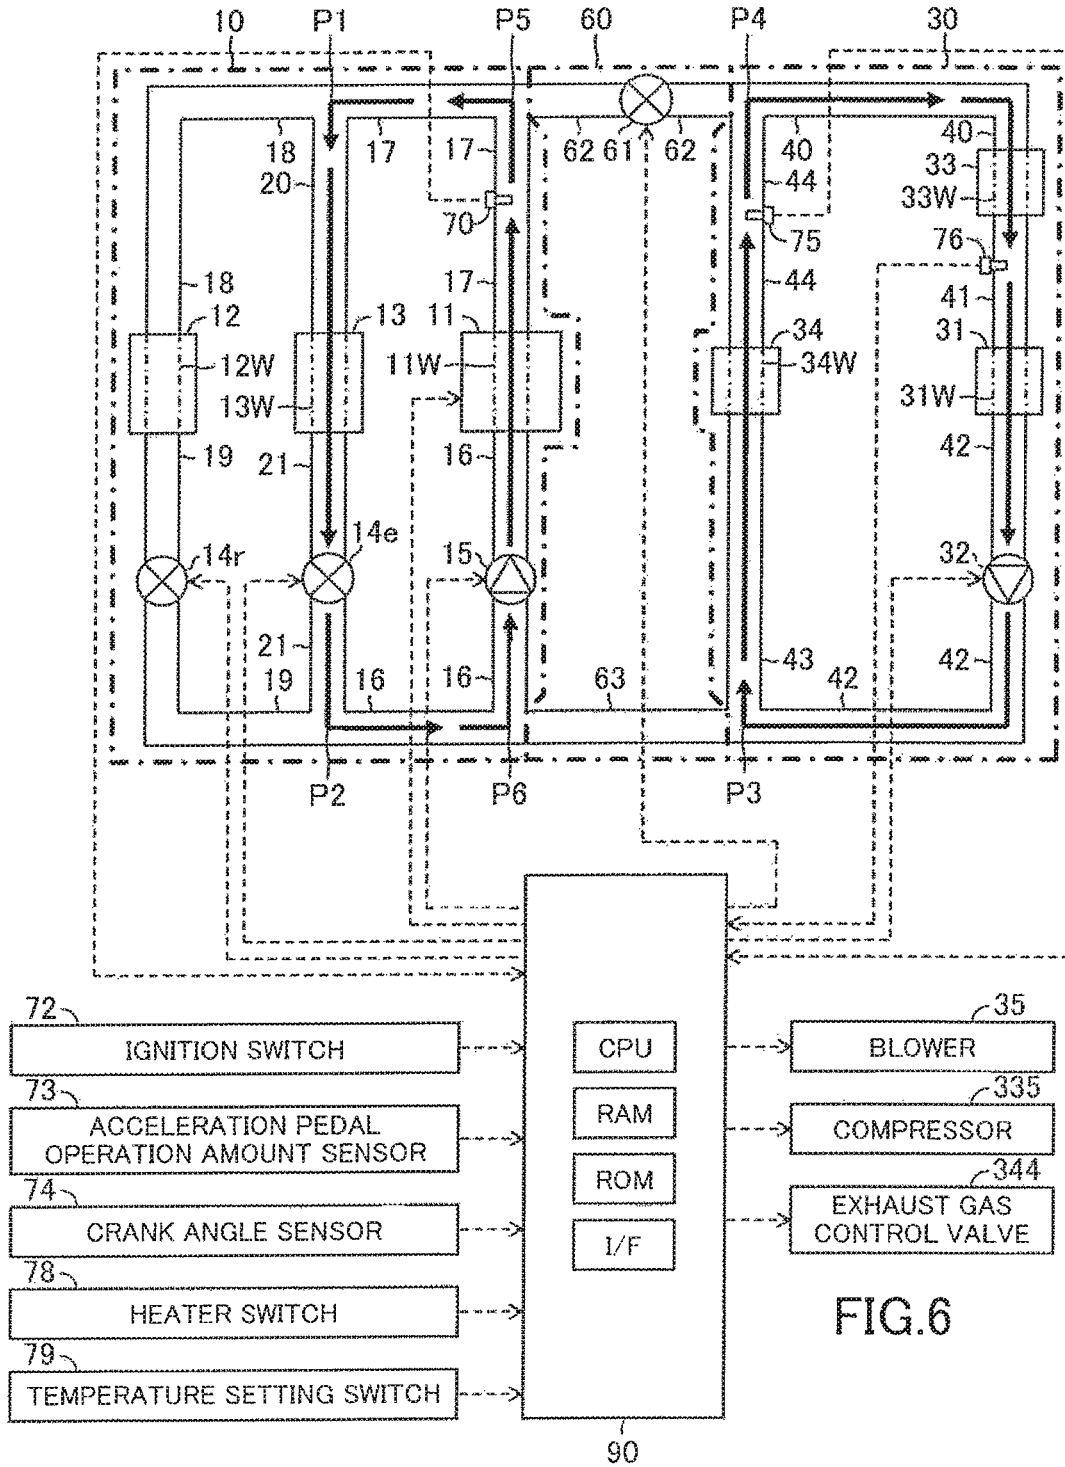 10 P1 P5 60 P4 30
18 17 17 62 61 62 40 40
20 70 44 33
33W
75 76
18 17 44 41
12 13 11 34 31
12W 11W 34W
13W 31W
19 21 16 42
14r 14e 15 32
21 16 43 42
19 16 63 42
P2 P6 P3
72
IGNITION SWITCH
73
ACCELERATION PEDAL
OPERATION AMOUNT SENSOR
74
CRANK ANGLE SENSOR
78
HEATER SWITCH
79
TEMPERATURE SETTING SWITCH
CPU
RAM
ROM
I/F
90
35
BLOWER
335
COMPRESSOR
344
EXHAUST GAS
CONTROL VALVE
FIG.6